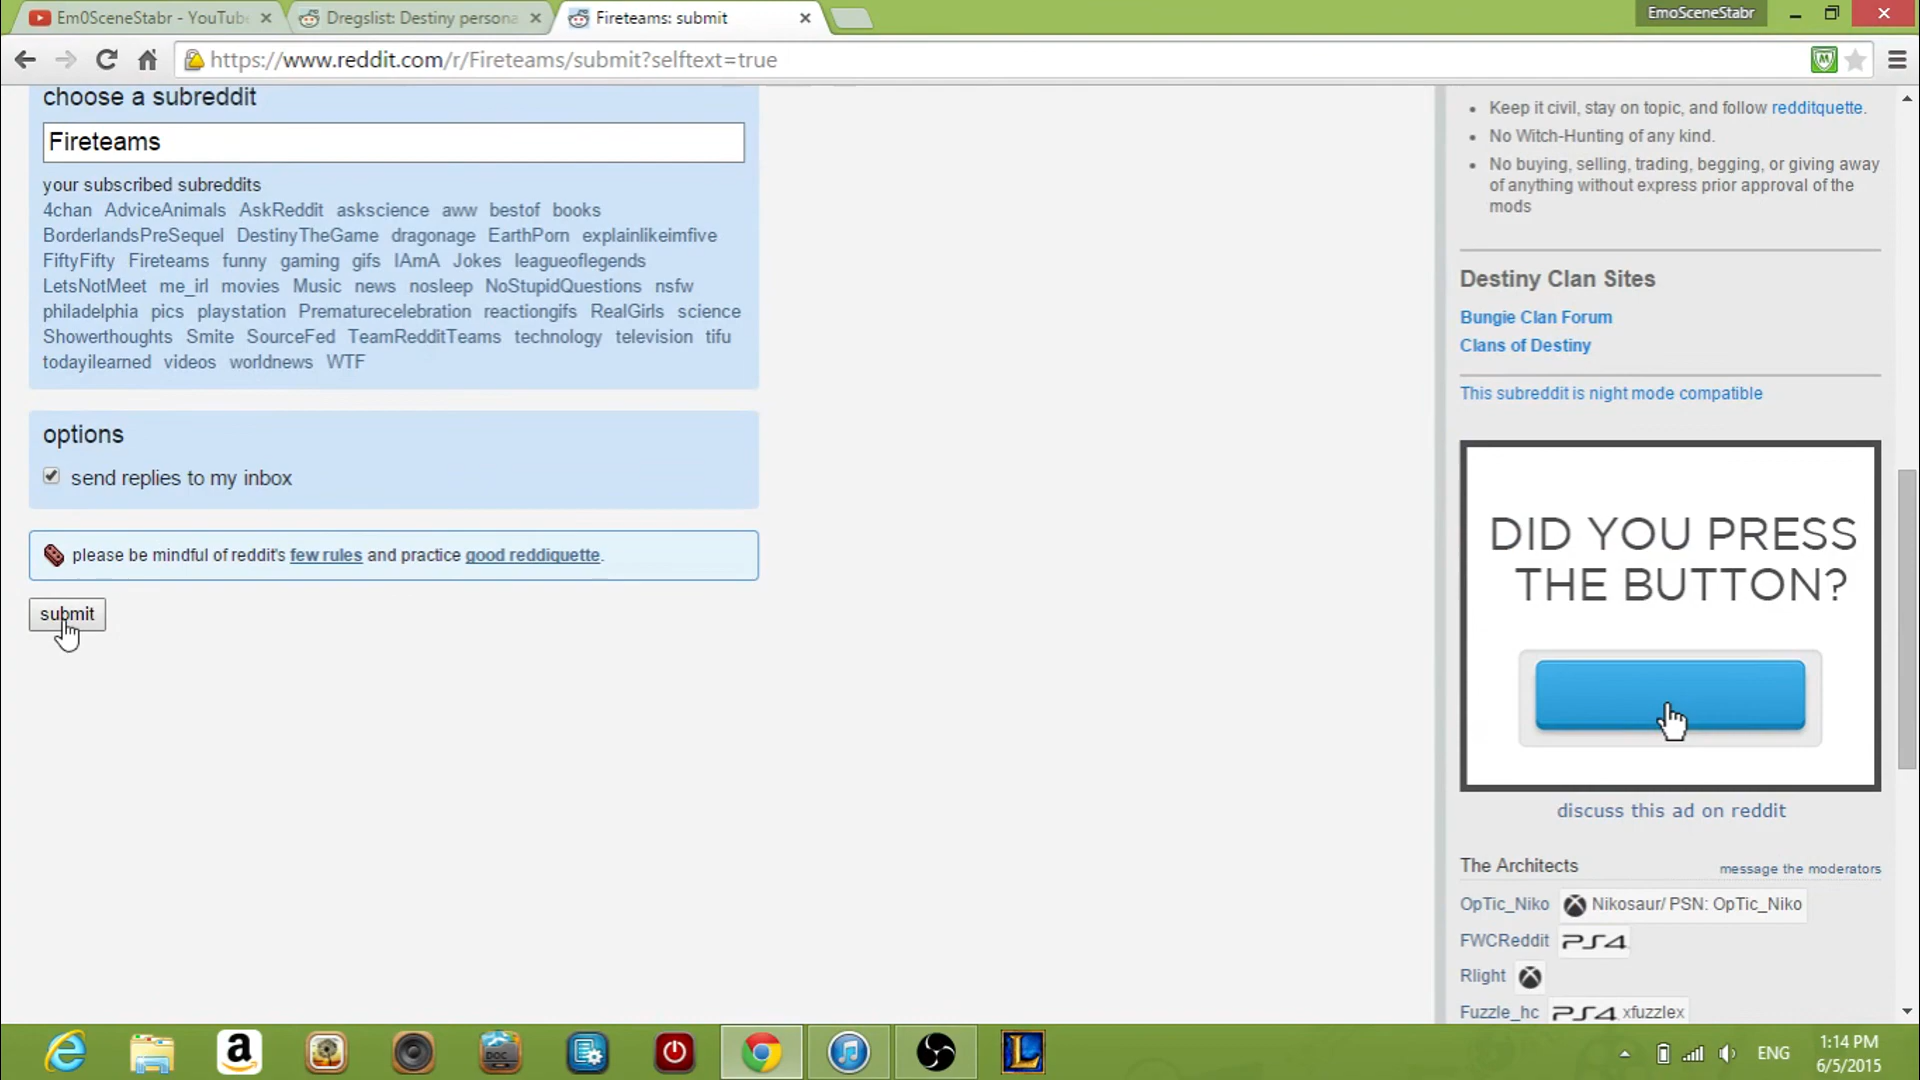 Em0SceneStabr - YouTube
Dregslist: Destiny persona
Fireteams: submit
Em0SceneStabr
https://www.reddit.com/r/Fireteams/submit?selftext=true
choose a subreddit
Fireteams
your subscribed subreddits
4chan AdviceAnimals AskReddit askscience aww bestof books
BorderlandsPreSequel DestinyTheGame dragonage EarthPorn explainlikeimfive
FiftyFifty Fireteams funny gaming gifs IAmA Jokes leagueoflegends
LetsNotMeet me_irl movies Music news nosleep NoStupidQuestions nsfw
philadelphia pics playstation Prematurecelebration reactiongifs RealGirls science
Showerthoughts Smite SourceFed TeamRedditTeams technology television tifu
todayilearned videos worldnews WTF
options
send replies to my inbox
please be mindful of reddit's few rules and practice good reddiquette.
submit
Keep it civil, stay on topic, and follow redditquette.
No Witch-Hunting of any kind.
No buying, selling, trading, begging, or giving away
of anything without express prior approval of the
mods
Destiny Clan Sites
Bungie Clan Forum
Clans of Destiny
This subreddit is night mode compatible
DID YOU PRESS
THE BUTTON?
discuss this ad on reddit
The Architects
message the moderators
OpTic_Niko Nikosaur/ PSN: OpTic_Niko
FWCReddit PS4
Rlight
Fuzzle_hc PS4 xfuzzlex
a
DOC
L
ENG
1:14 PM
6/5/2015